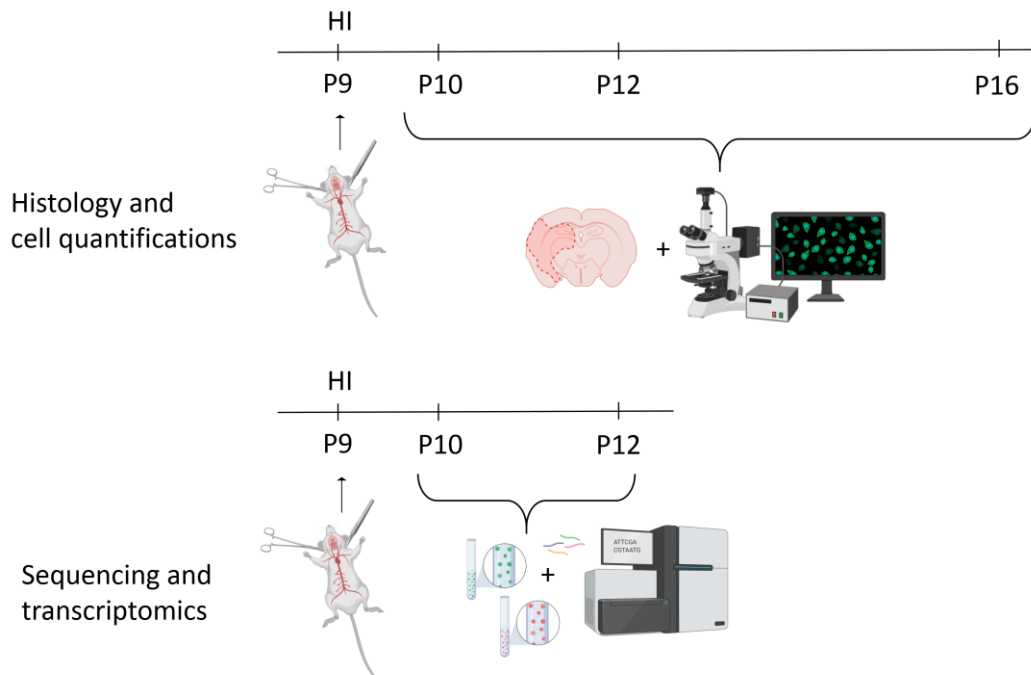 HI
P9
P10
P12
P16
Histology and
cell quantifications
+
HI
P9
P10
P12
Sequencing and
transcriptomics
+
ATTCGA
CGTAATG